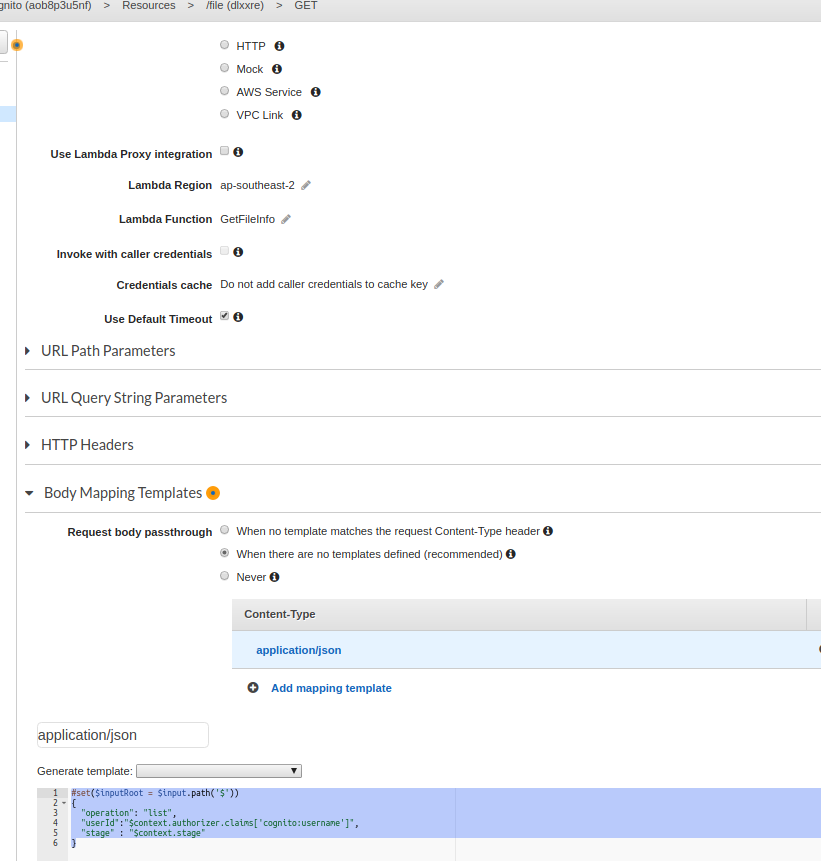 gnito (aob8p3u5nf) > Resources > /file (dlxxre) > GET
HTTP
Mock
AWS Service
VPC Link
Use Lambda Proxy integration
Lambda Region ap-southeast-2
Lambda Function GetFileInfo
Invoke with caller credentials
Credentials cache Do not add caller credentials to cache key
Use Default Timeout
URL Path Parameters
URL Query String Parameters
HTTP Headers
Body Mapping Templates
Request body passthrough When no template matches the request Content-Type header
When there are no templates defined (recommended)
Never
Content-Type
application/json
Add mapping template
application/json
Generate template:
1 #set($inputRoot = $input.path('$'))
2 {
3 "operation": "list",
4 "userId":"$context.authorizer.claims['cognito:username']",
5 "stage" : "$context.stage"
6 }